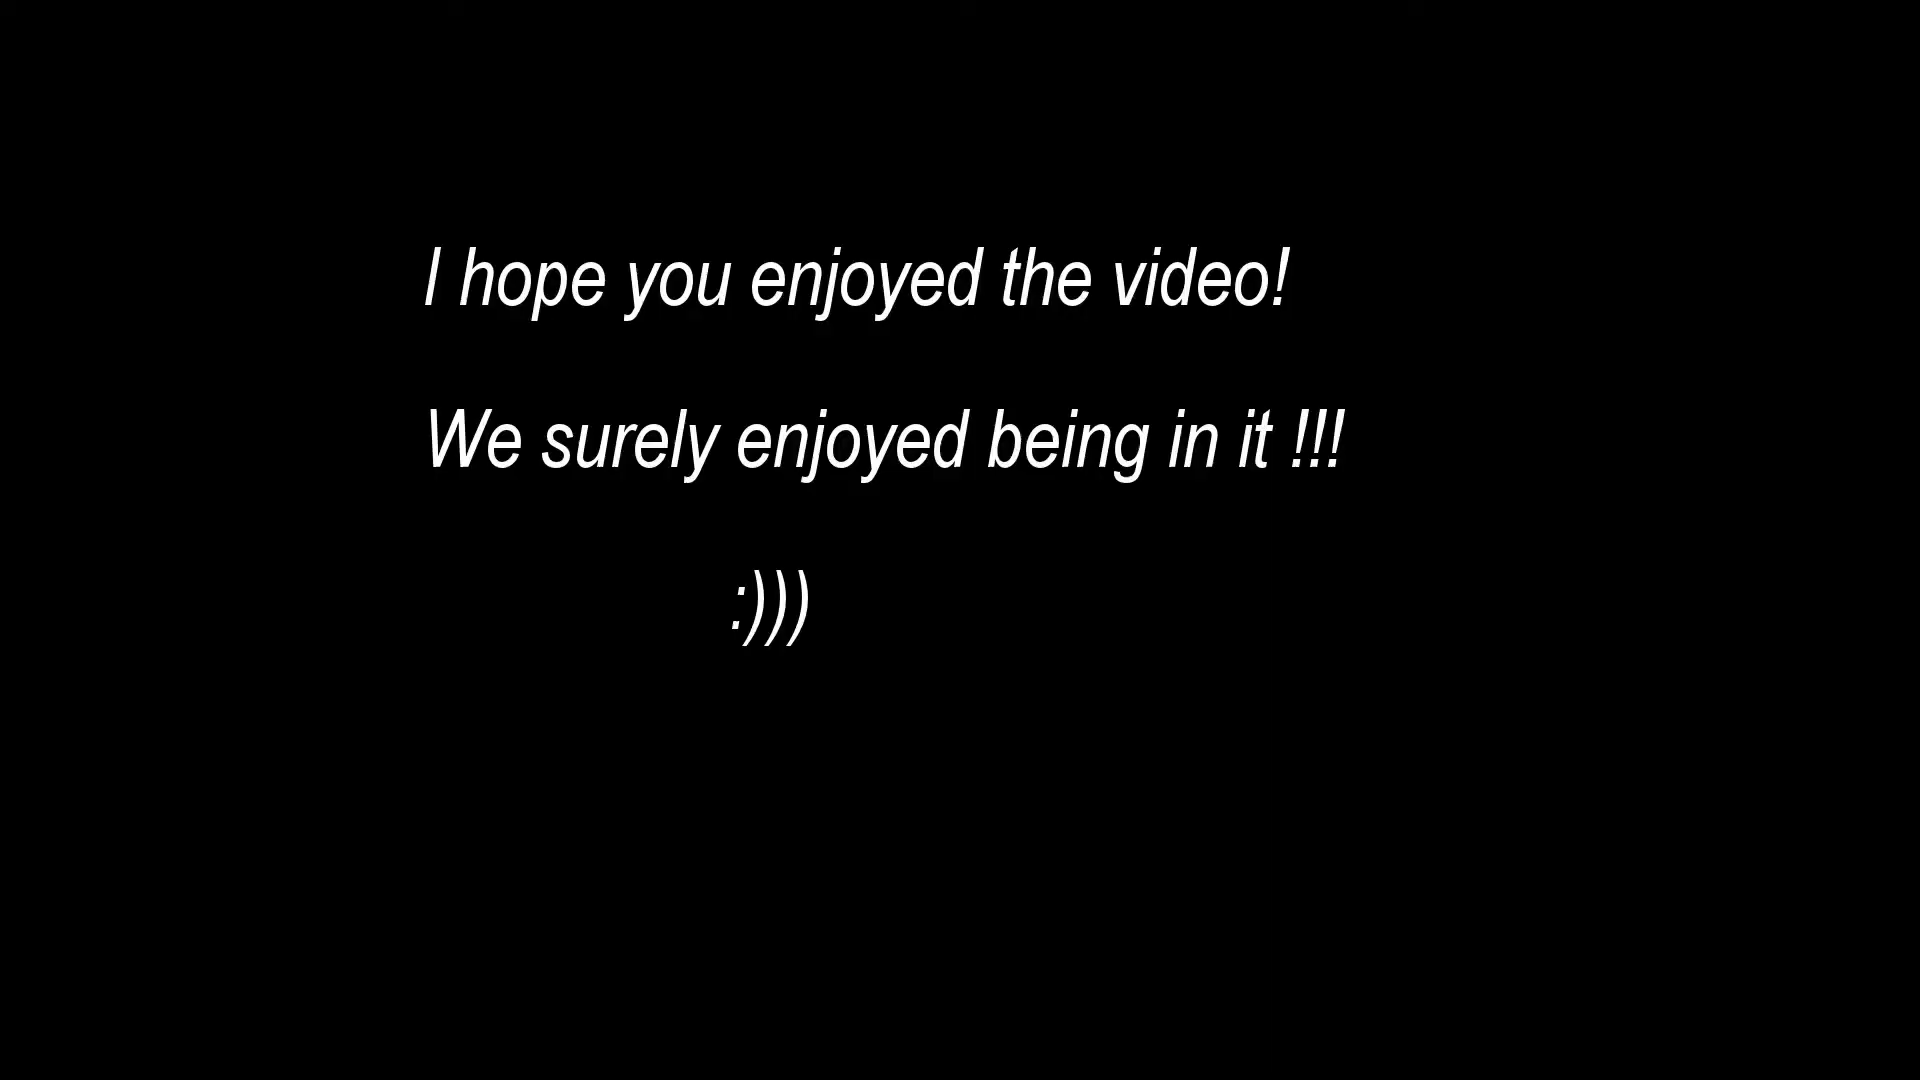 I hope you enjoyed the video!
We surely enjoyed being in it !!!
:)))